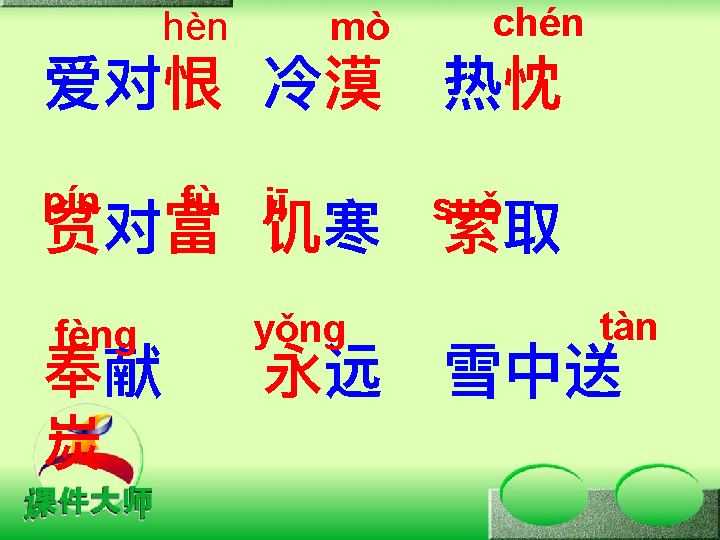 hèn mò chén
爱对恨 冷漠 热忱
pín fù jī suǒ
贫对富 饥寒 索取
fèng yǒng tàn
奉献 永远 雪中送
炭
课件大师